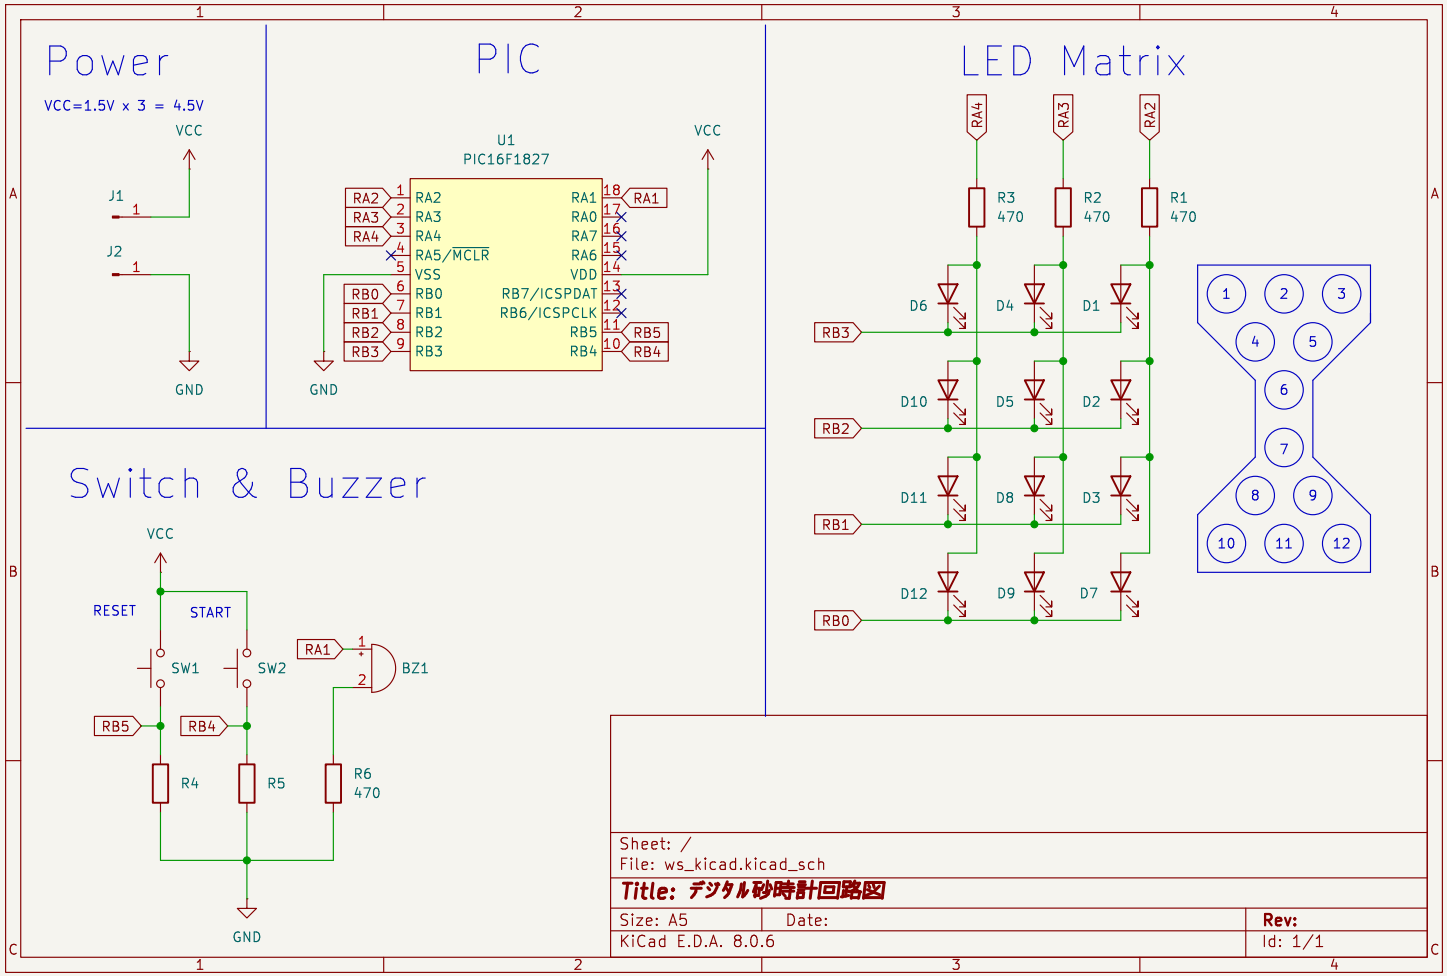 1 2 3 4
A
B
C
Power
VCC=1.5V x 3 = 4.5V
VCC
J1
1
J2
1
GND
PIC
U1
PIC16F1827
VCC
RA2 1 RA2
RA3 2 RA3
RA4 3 RA4
4 RA5/MCLR
5 VSS
RB0 6 RB0
RB1 7 RB1
RB2 8 RB2
RB3 9 RB3
RA1 18 RA1
RA0 17
RA7 16
RA6 15
VDD 14
RB7/ICSPDAT 13
RB6/ICSPCLK 12
RB5 11 RB5
RB4 10 RB4
GND
LED Matrix
RA4 RA3 RA2
R3 R2 R1
470 470 470
D6 D4 D1
RB3
D10 D5 D2
RB2
D11 D8 D3
RB1
D12 D9 D7
RB0
1 2 3
4 5
6
7
8 9
10 11 12
Switch & Buzzer
VCC
RESET START
SW1 SW2
RA1 1
+
2
BZ1
RB5 RB4
R4 R5 R6
470
GND
Sheet: /
File: ws_kicad.kicad_sch
Title: デジタル砂時計回路図
Size: A5 Date: Rev:
KiCad E.D.A. 8.0.6 Id: 1/1
A
B
C
1 2 3 4